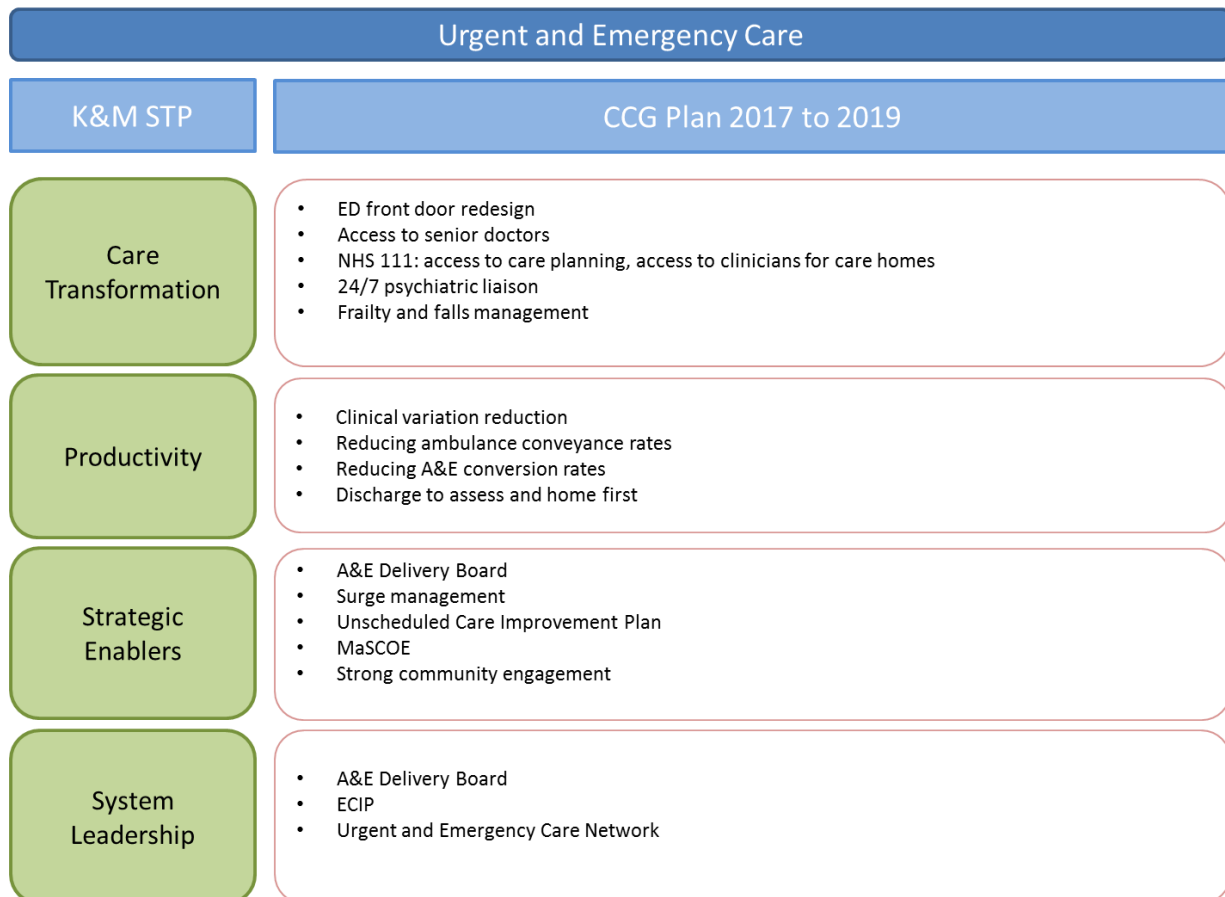 Urgent and Emergency Care
K&M STP
CCG Plan 2017 to 2019
Care
Transformation
• ED front door redesign
• Access to senior doctors
• NHS 111: access to care planning, access to clinicians for care homes
• 24/7 psychiatric liaison
• Frailty and falls management
Productivity
• Clinical variation reduction
• Reducing ambulance conveyance rates
• Reducing A&E conversion rates
• Discharge to assess and home first
Strategic
Enablers
• A&E Delivery Board
• Surge management
• Unscheduled Care Improvement Plan
• MaSCOE
• Strong community engagement
System
Leadership
• A&E Delivery Board
• ECIP
• Urgent and Emergency Care Network